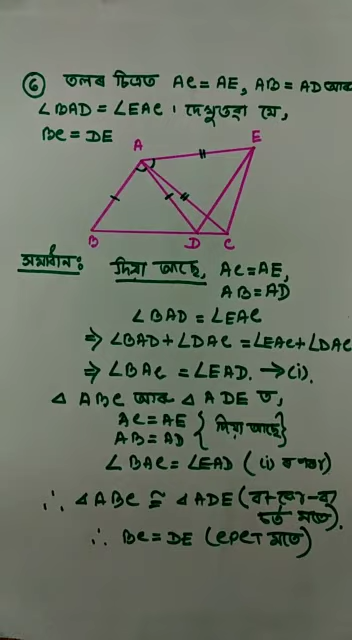 ⑥ তলৰ চিত্ৰত AC = AE, AB = AD আৰু
∠BAD = ∠EAC । দেখুওৱা যে,
BC = DE
A
E
B
D
C
সমাধানঃ দিয়া আছে, AC = AE,
AB = AD
∠BAD = ∠EAC
⇒ ∠BAD + ∠DAC = ∠EAC + ∠DAC
⇒ ∠BAC = ∠EAD. → (i).
△ ABC আৰু △ ADE ত,
AC = AE
AB = AD } দিয়া আছে }
∠BAC = ∠EAD ( (i) ৰ পৰা)
∴ △ABC ≅ △ADE (বা-কো-বা
চৰ্ত মতে).
∴ BC = DE (CPCT মতে)